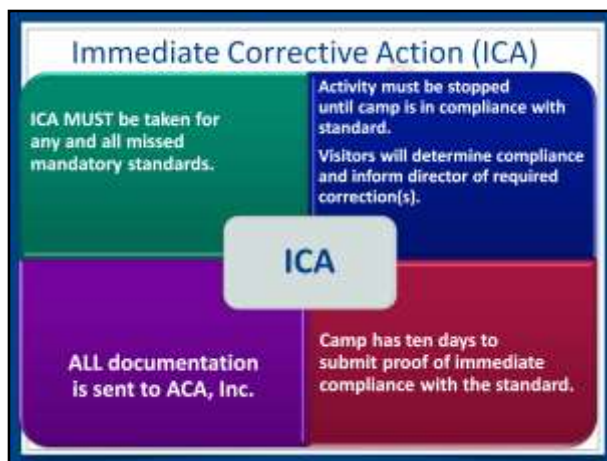 Immediate Corrective Action (ICA)
ICA MUST be taken for
any and all missed
mandatory standards.
Activity must be stopped
until camp is in compliance with
standard.
Visitors will determine compliance
and inform director of required
correction(s).
ICA
ALL documentation
is sent to ACA, Inc.
Camp has ten days to
submit proof of immediate
compliance with the standard.